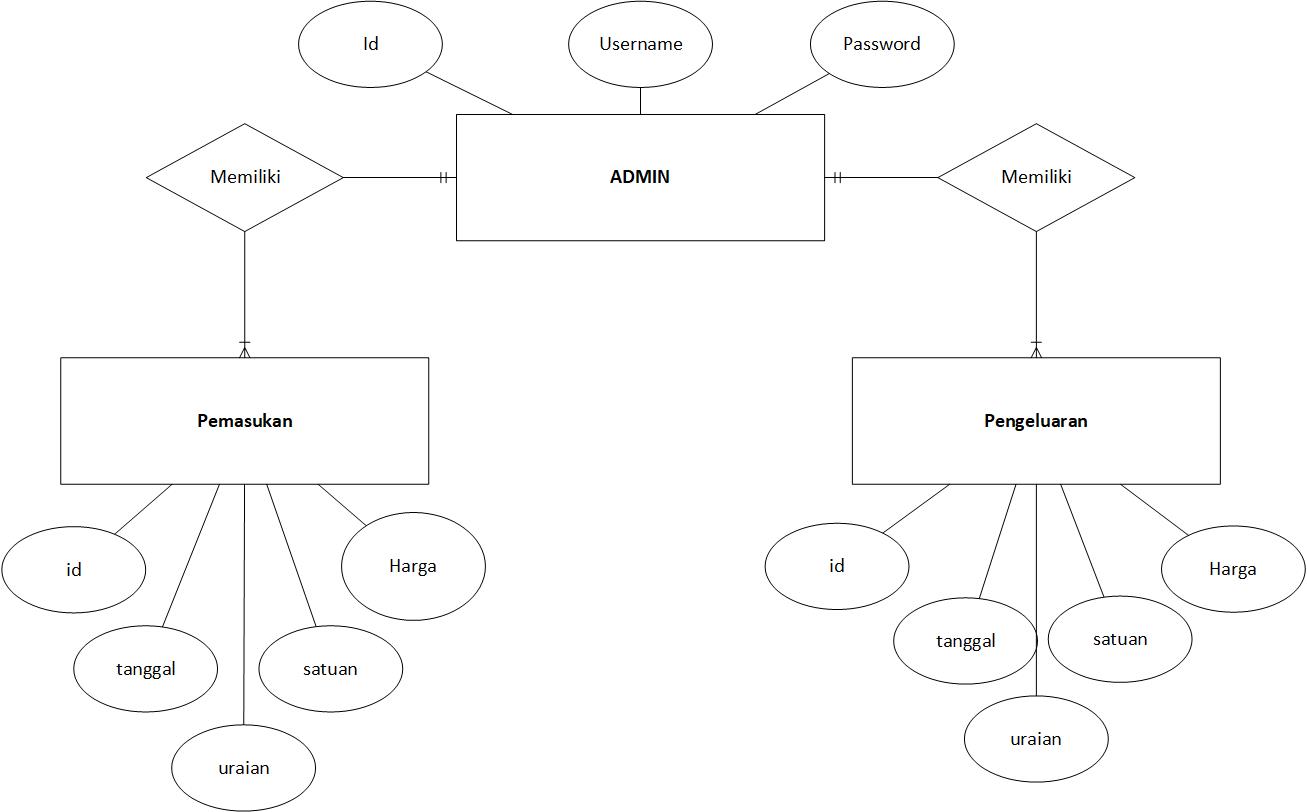 Id
Username
Password
Memiliki
ADMIN
Memiliki
Pemasukan
Pengeluaran
id
tanggal
uraian
satuan
Harga
id
tanggal
uraian
satuan
Harga